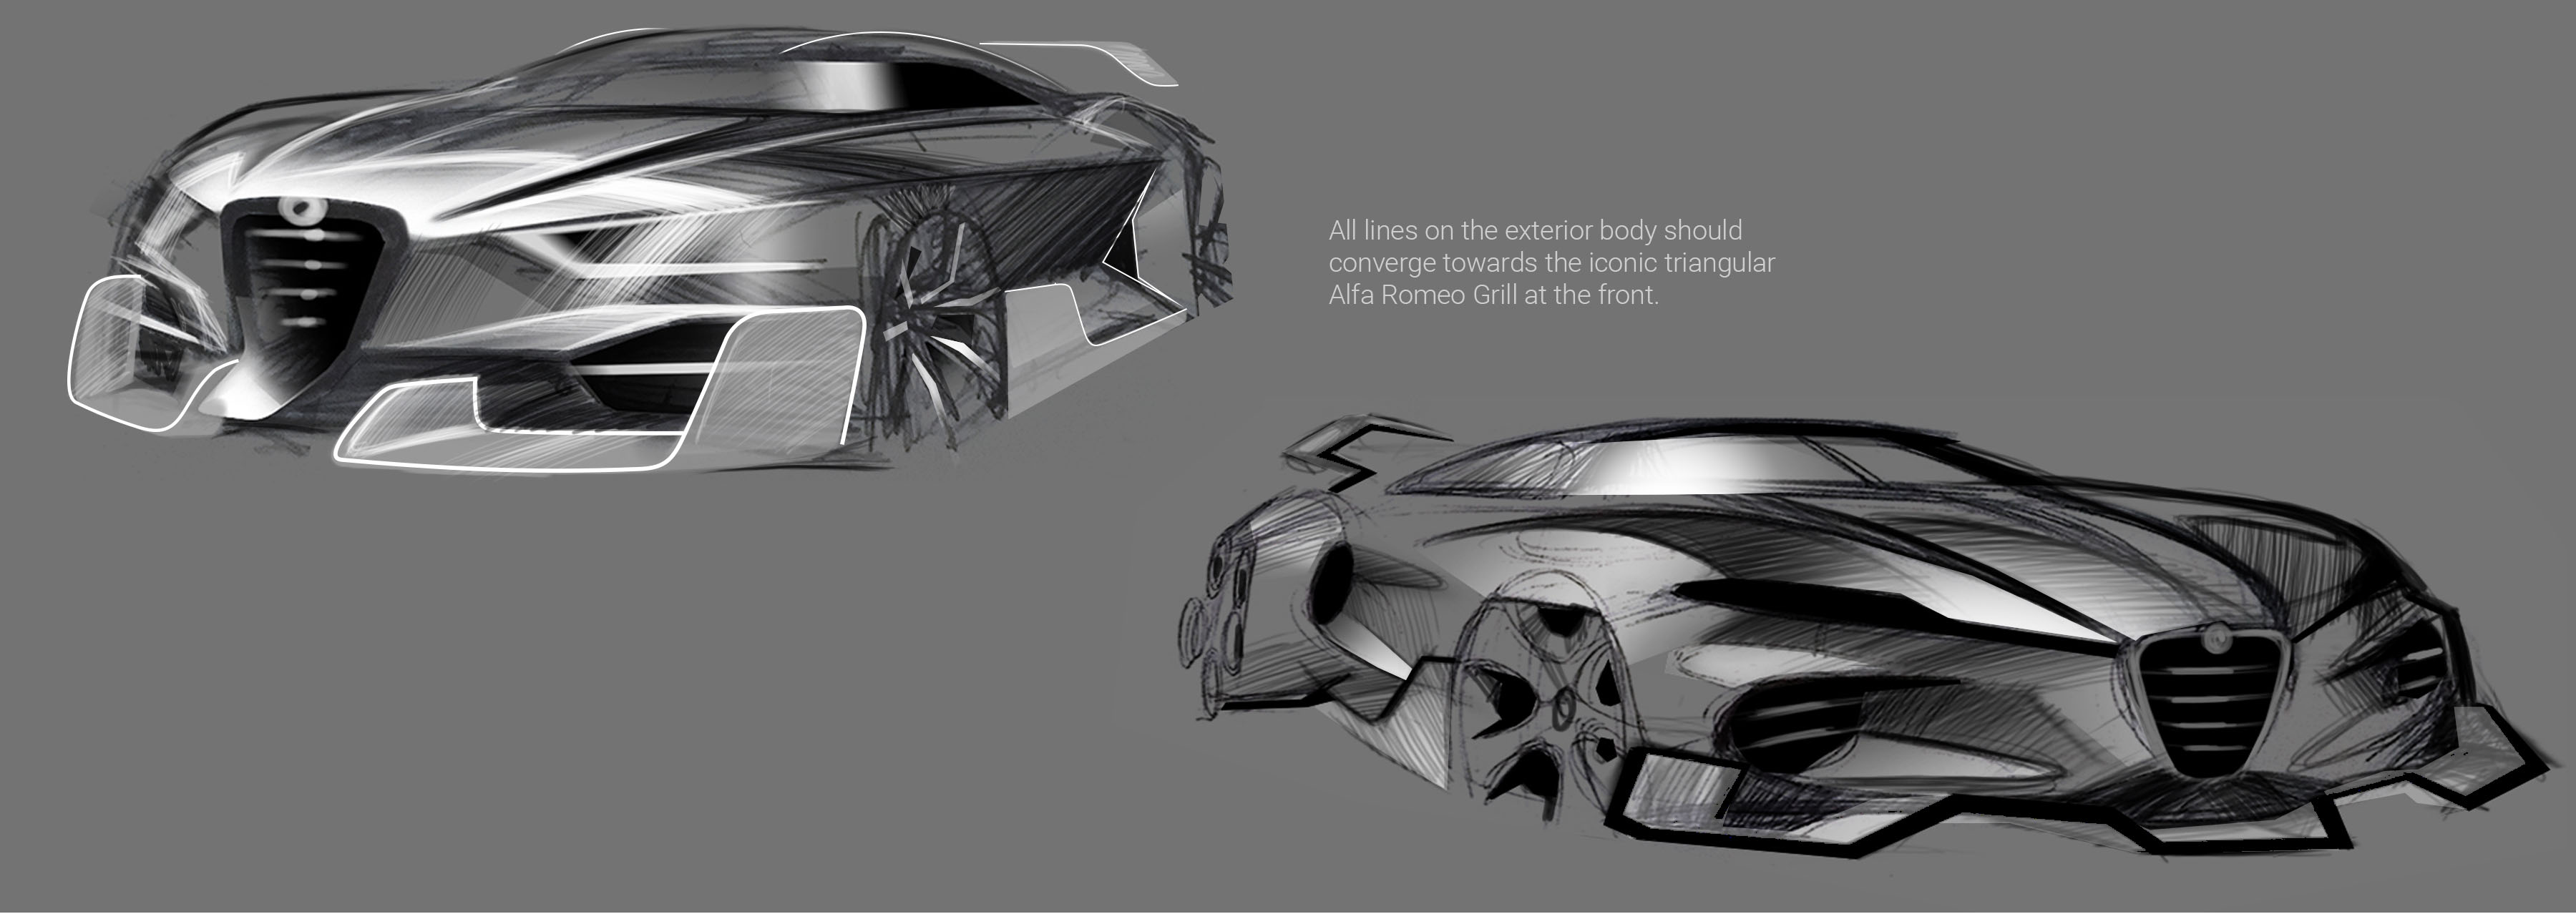 All lines on the exterior body should
converge towards the iconic triangular
Alfa Romeo Grill at the front.